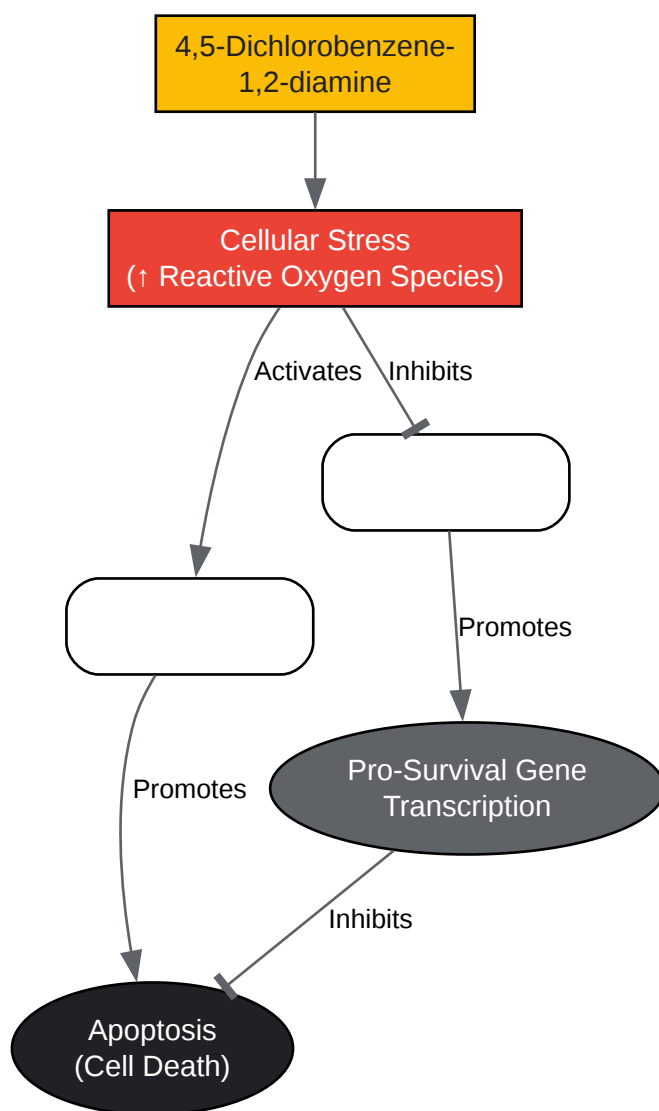 4,5-Dichlorobenzene-
1,2-diamine
Cellular Stress
(↑ Reactive Oxygen Species)
Activates
Inhibits
Promotes
Promotes
Pro-Survival Gene
Transcription
Inhibits
Apoptosis
(Cell Death)